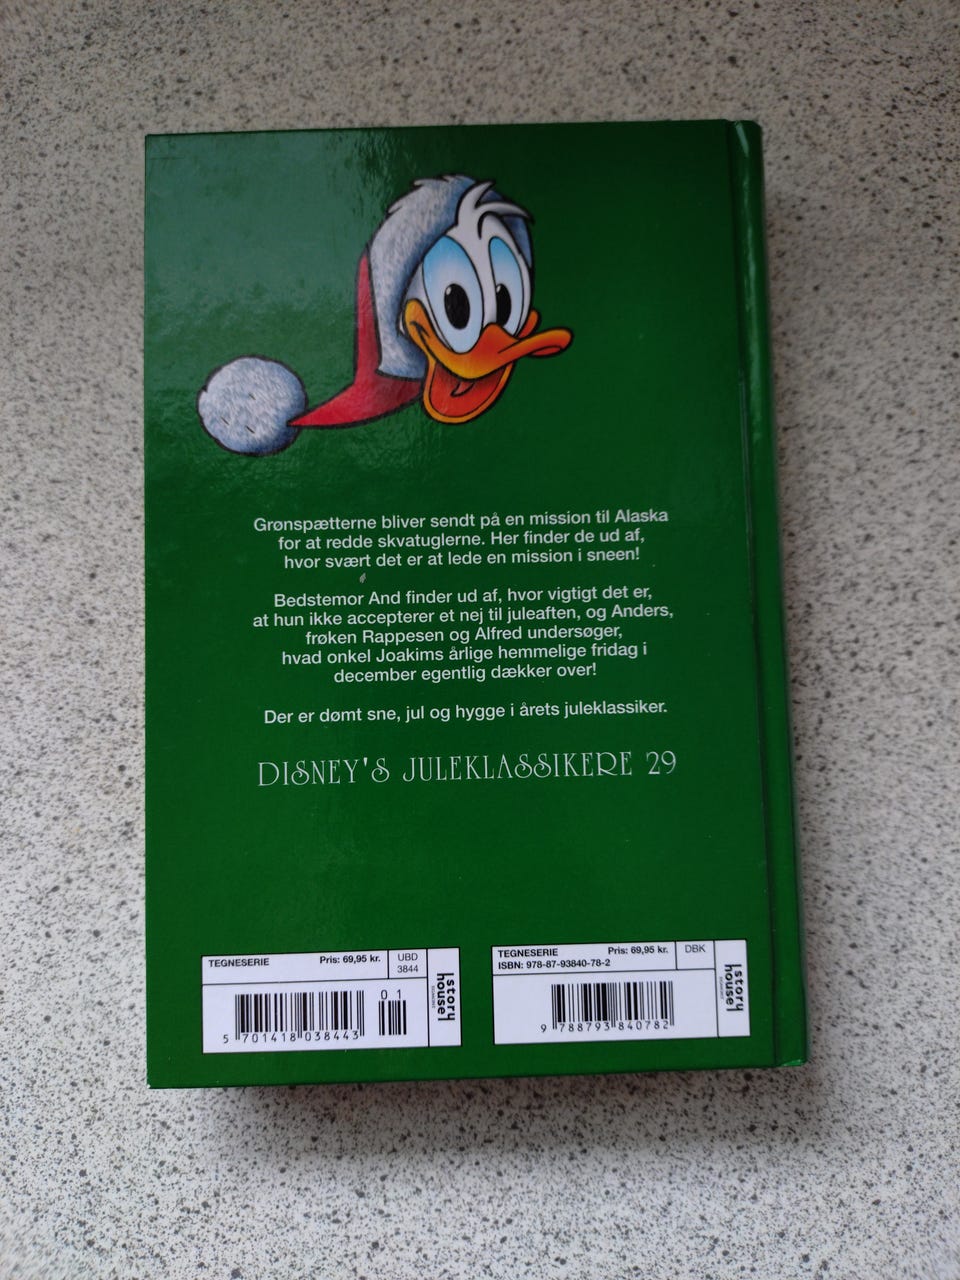 Grønspætterne bliver sendt på en mission til Alaska
for at redde skvatuglerne. Her finder de ud af,
hvor svært det er at lede en mission i sneen!
Bedstemor And finder ud af, hvor vigtigt det er,
at hun ikke accepterer et nej til juleaften, og Anders,
frøken Rappesen og Alfred undersøger,
hvad onkel Joakims årlige hemmelige fridag i
december egentlig dækker over!
Der er dømt sne, jul og hygge i årets juleklassiker.
DISNEY'S JULEKLASSIKERE 29
TEGNESERIE Pris: 69,95 kr.
UBD
3844
story
house
5 701418 038443
01
TEGNESERIE Pris: 69,95 kr.
ISBN: 978-87-93840-78-2
DBK
story
house
9 788793 840782